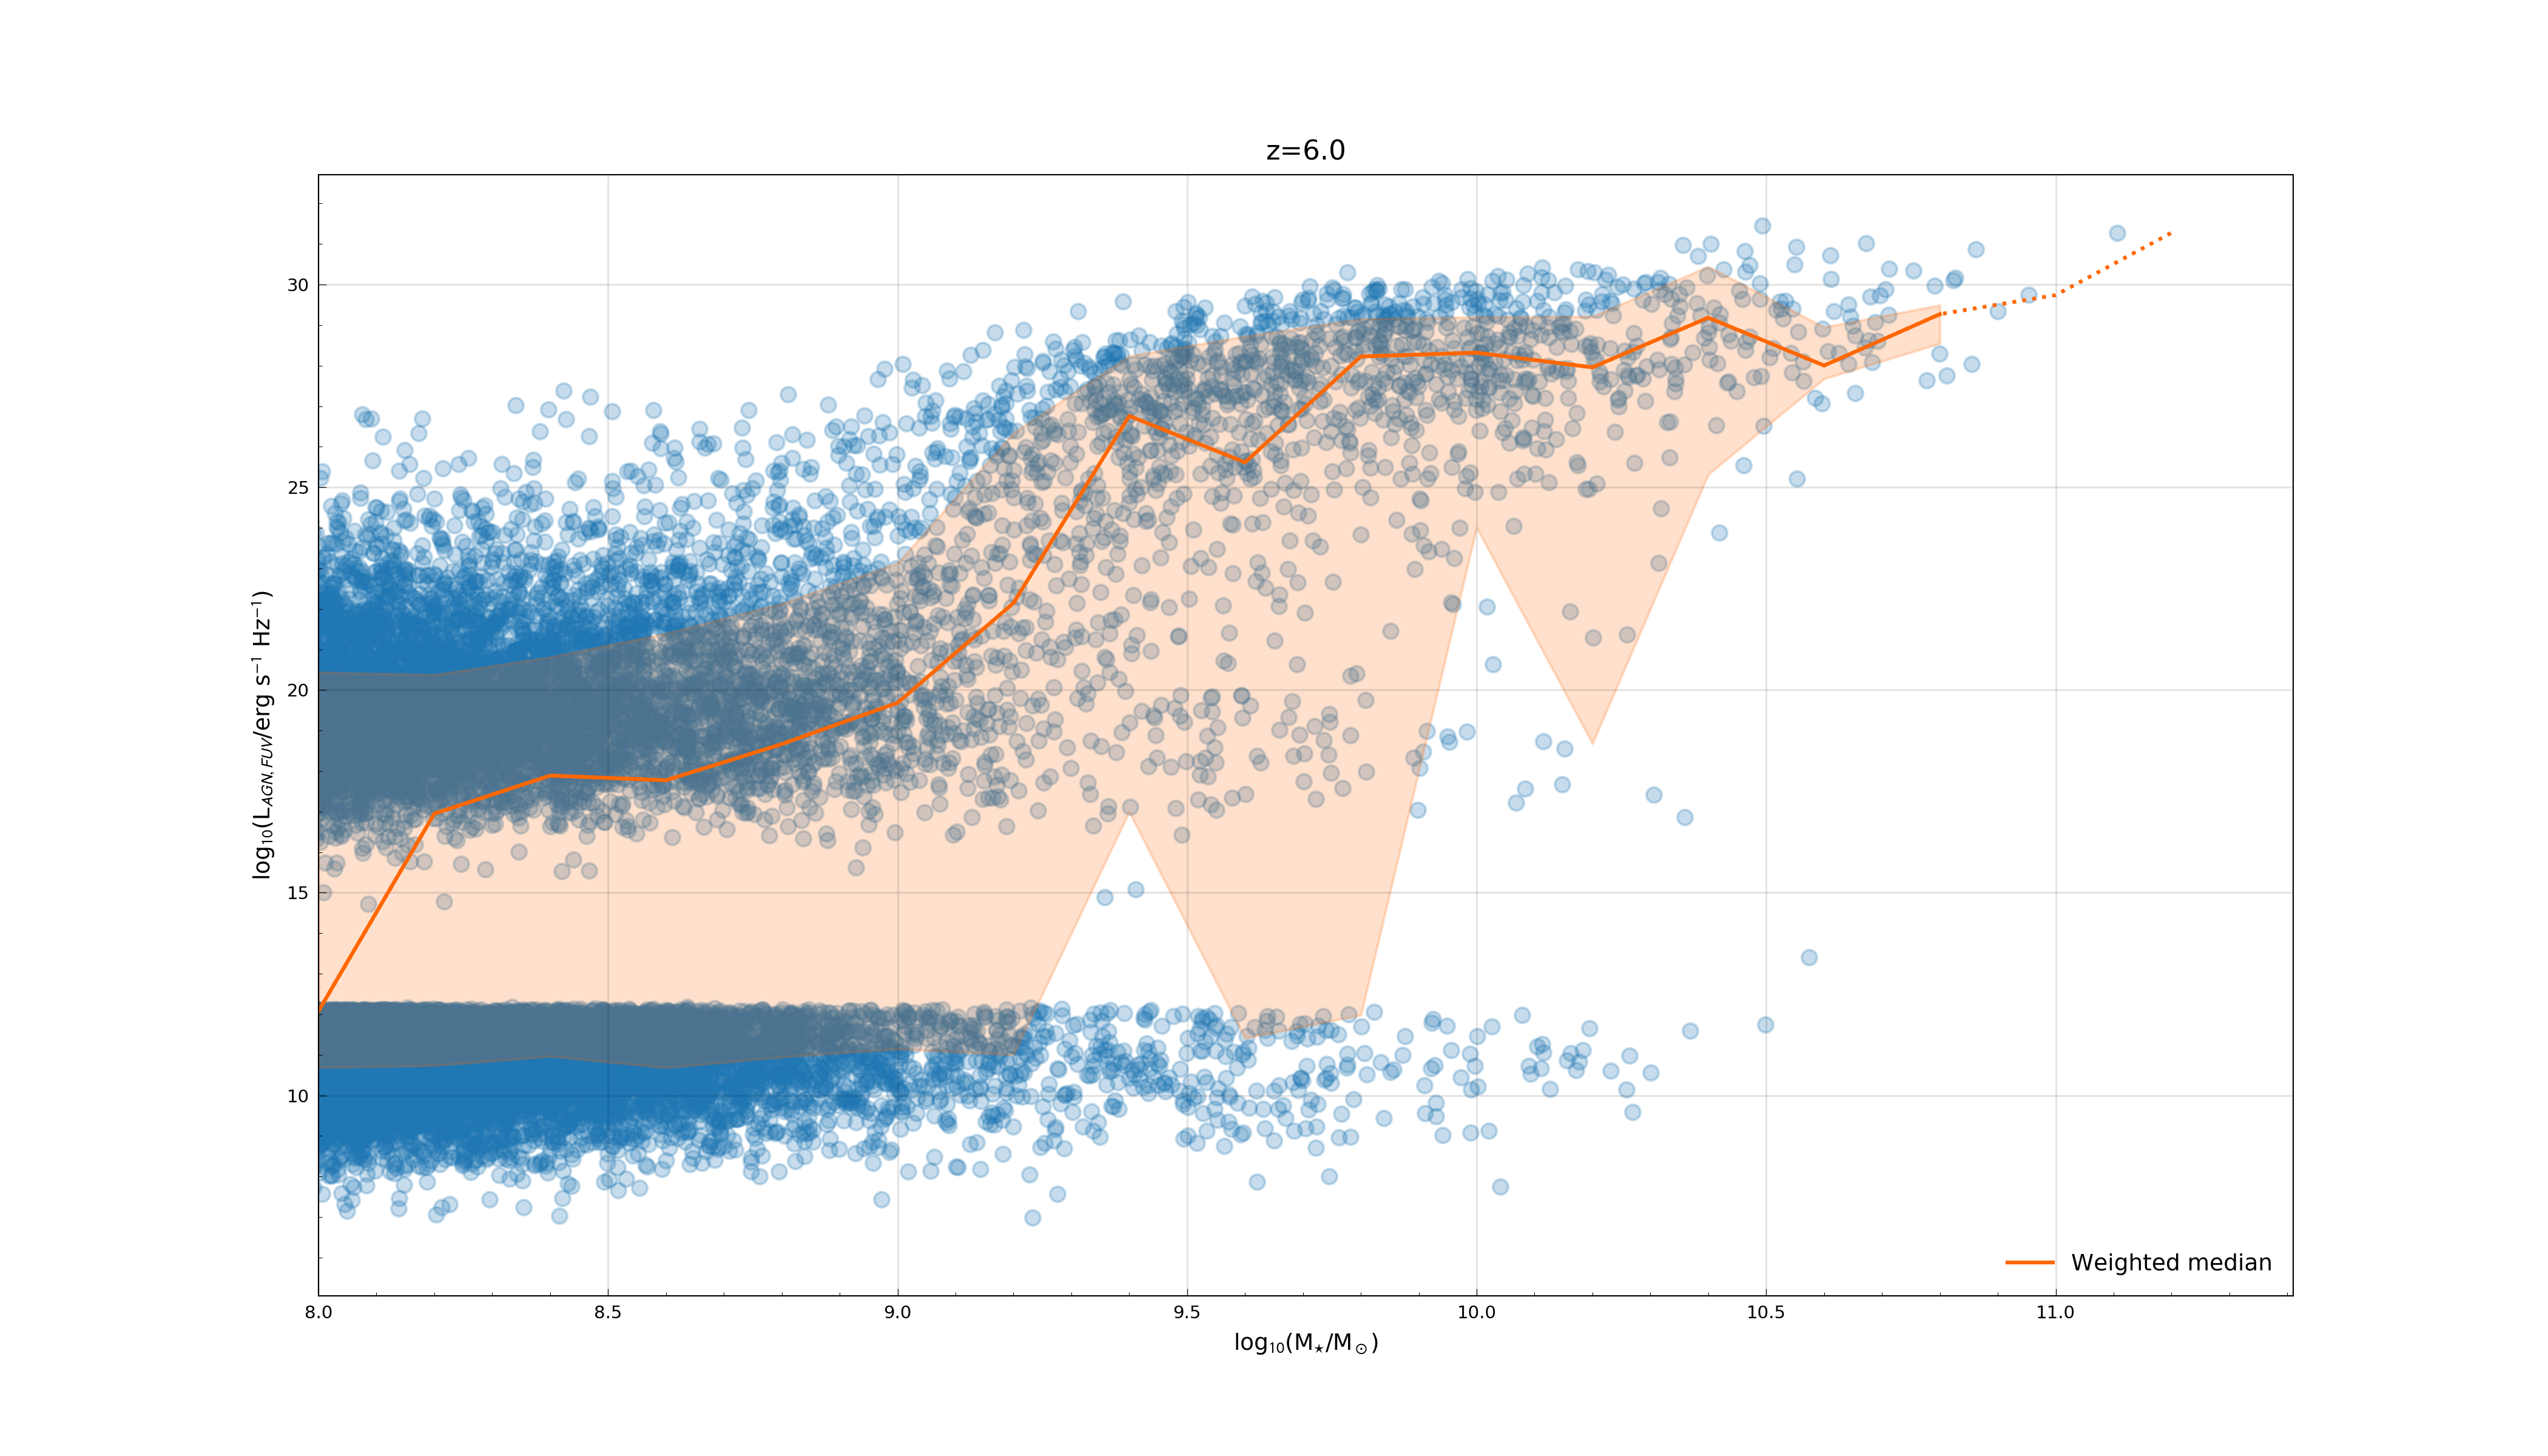 z=6.0
log₁₀(L_AGN,FUV/erg s⁻¹ Hz⁻¹)
30
25
20
15
10
8.0 8.5 9.0 9.5 10.0 10.5 11.0
log₁₀(M⋆/M⊙)
Weighted median